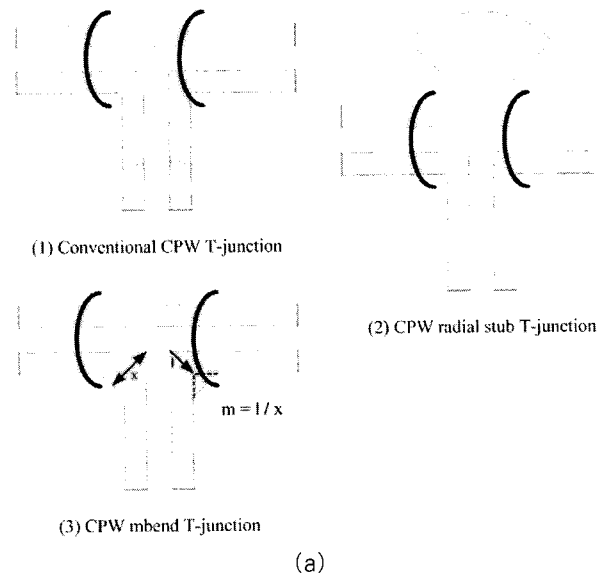 (1) Conventional CPW T-junction
(2) CPW radial stub T-junction
x
l
m = l / x
(3) CPW mbend T-junction
(a)